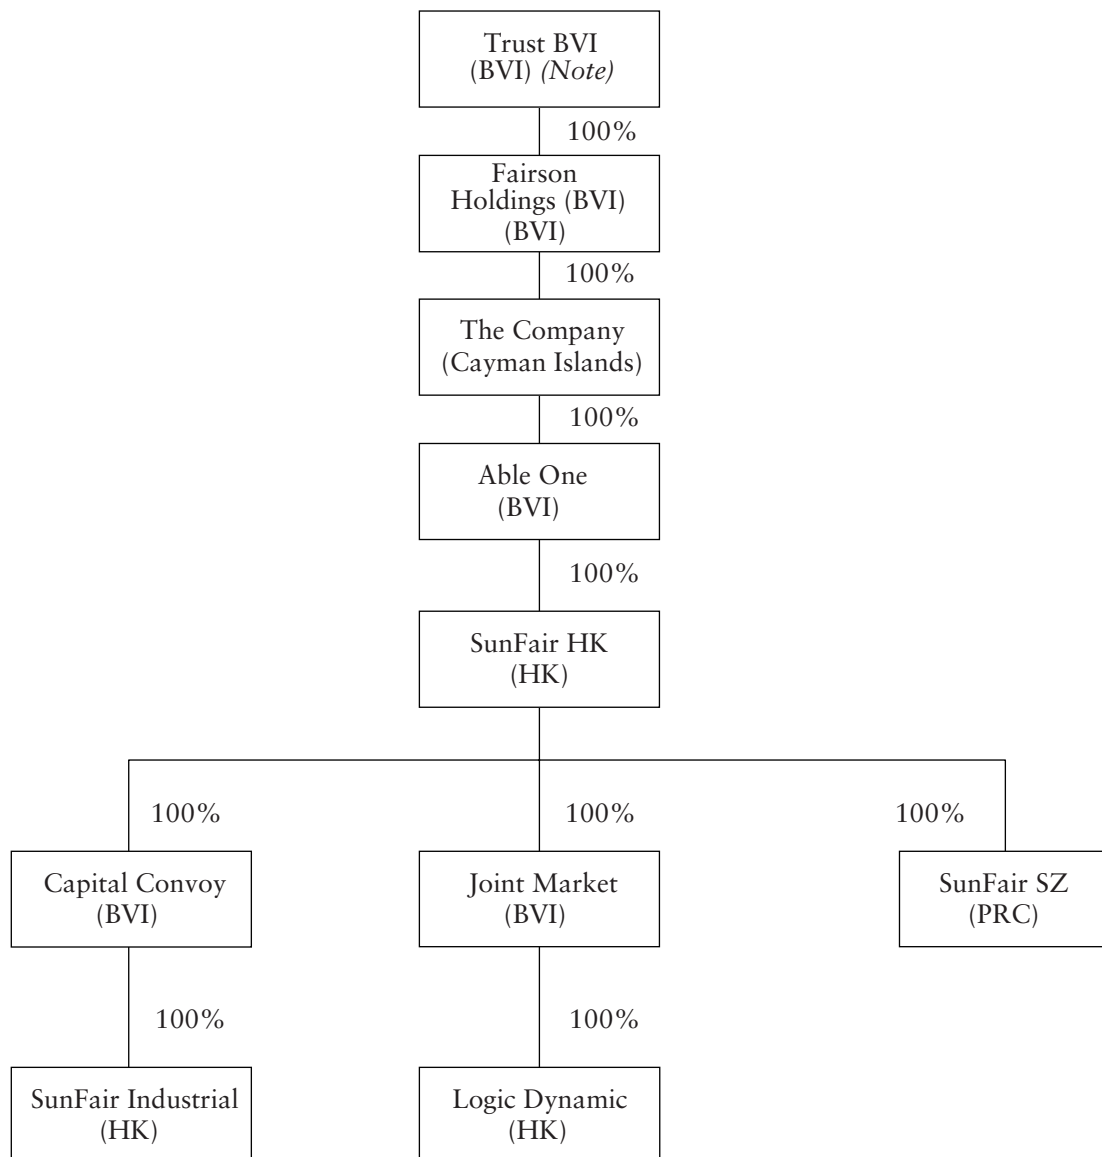 Trust BVI
(BVI) (Note)
100%
Fairson
Holdings (BVI)
(BVI)
100%
The Company
(Cayman Islands)
100%
Able One
(BVI)
100%
SunFair HK
(HK)
100%
100%
100%
Capital Convoy
(BVI)
Joint Market
(BVI)
SunFair SZ
(PRC)
100%
100%
SunFair Industrial
(HK)
Logic Dynamic
(HK)